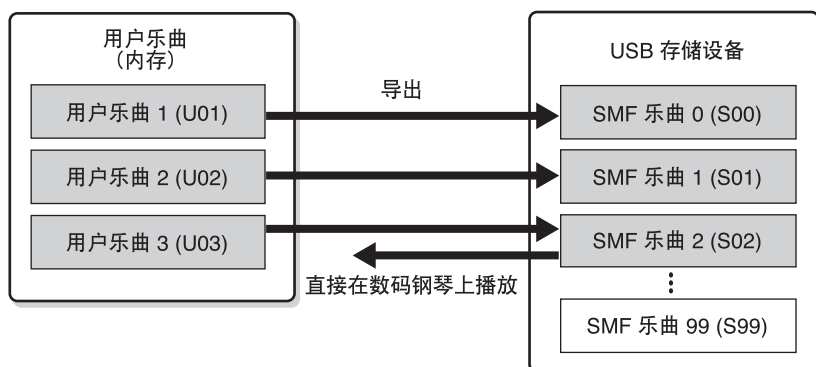 用户乐曲
（内存）
用户乐曲 1 (U01)
用户乐曲 2 (U02)
用户乐曲 3 (U03)
导出
直接在数码钢琴上播放
USB 存储设备
SMF 乐曲 0 (S00)
SMF 乐曲 1 (S01)
SMF 乐曲 2 (S02)
SMF 乐曲 99 (S99)